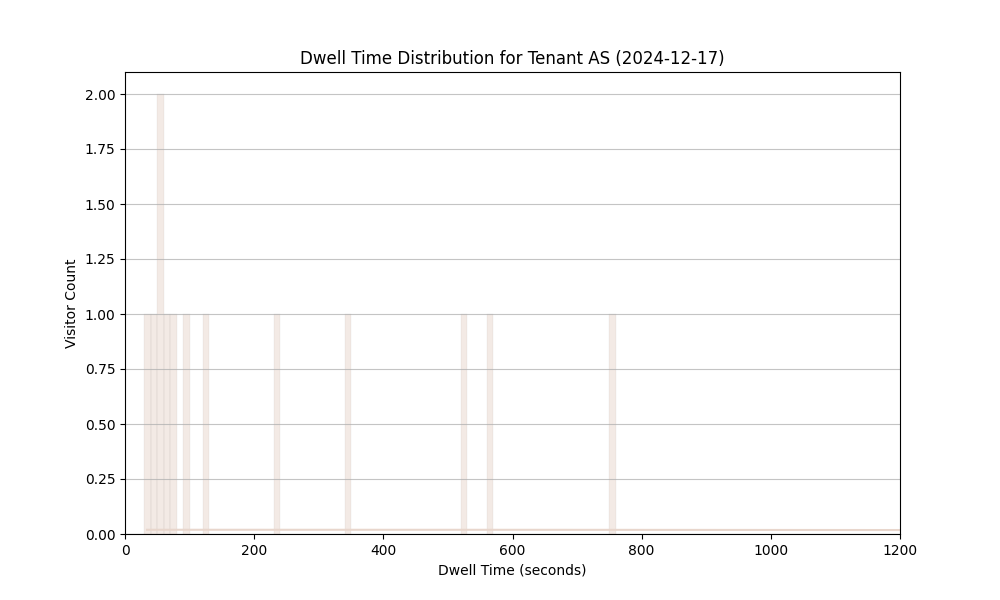 Dwell Time Distribution for Tenant AS (2024-12-17)
2.00
1.75
1.50
1.25
1.00
0.75
0.50
0.25
0.00
Visitor Count
0 200 400 600 800 1000 1200
Dwell Time (seconds)